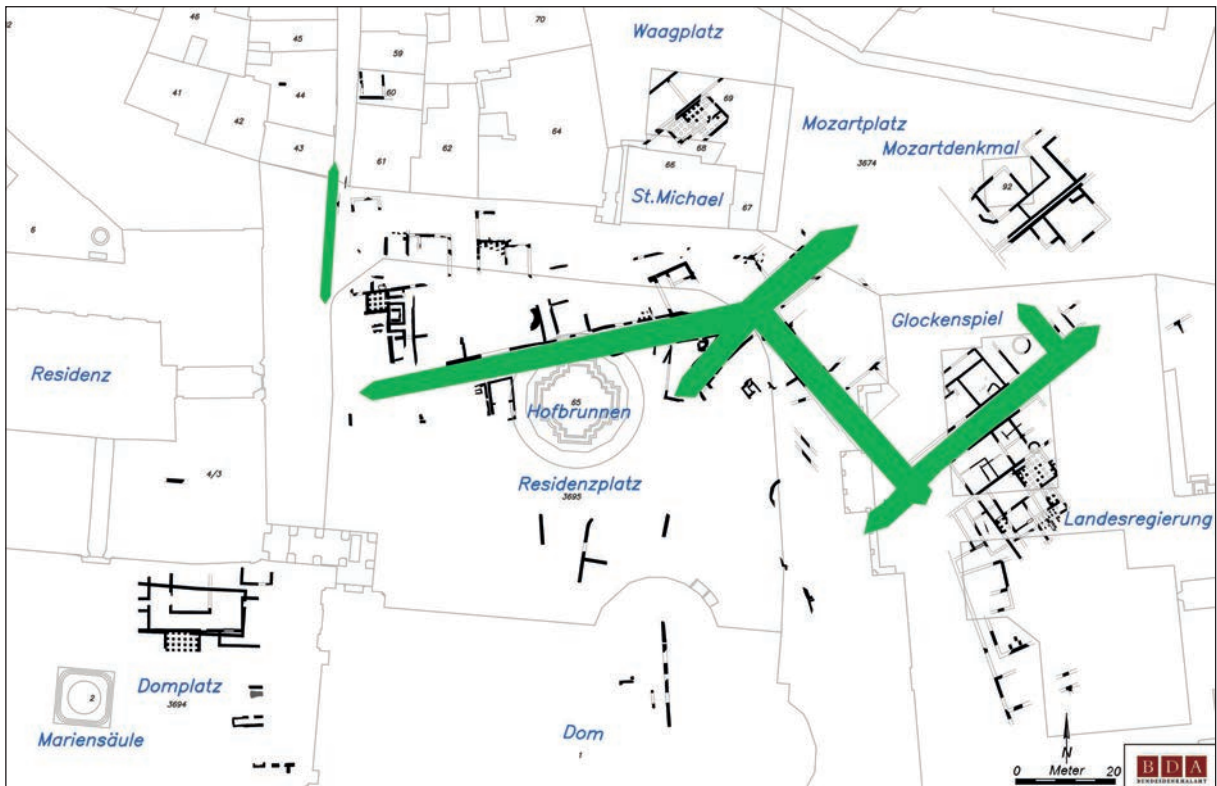 46
45
70
59
Waagplatz
41
44
60
69
42
64
Mozartplatz
Mozartdenkmal
43
61
62
68
3674
66
92
St.Michael
67
6
Glockenspiel
Residenz
65
Hofbrunnen
4/3
Residenzplatz
3695
Landesregierung
Domplatz
3694
2
Mariensäule
Dom
1
N
0 Meter 20
BDA
BUNDESDENKMALAMT